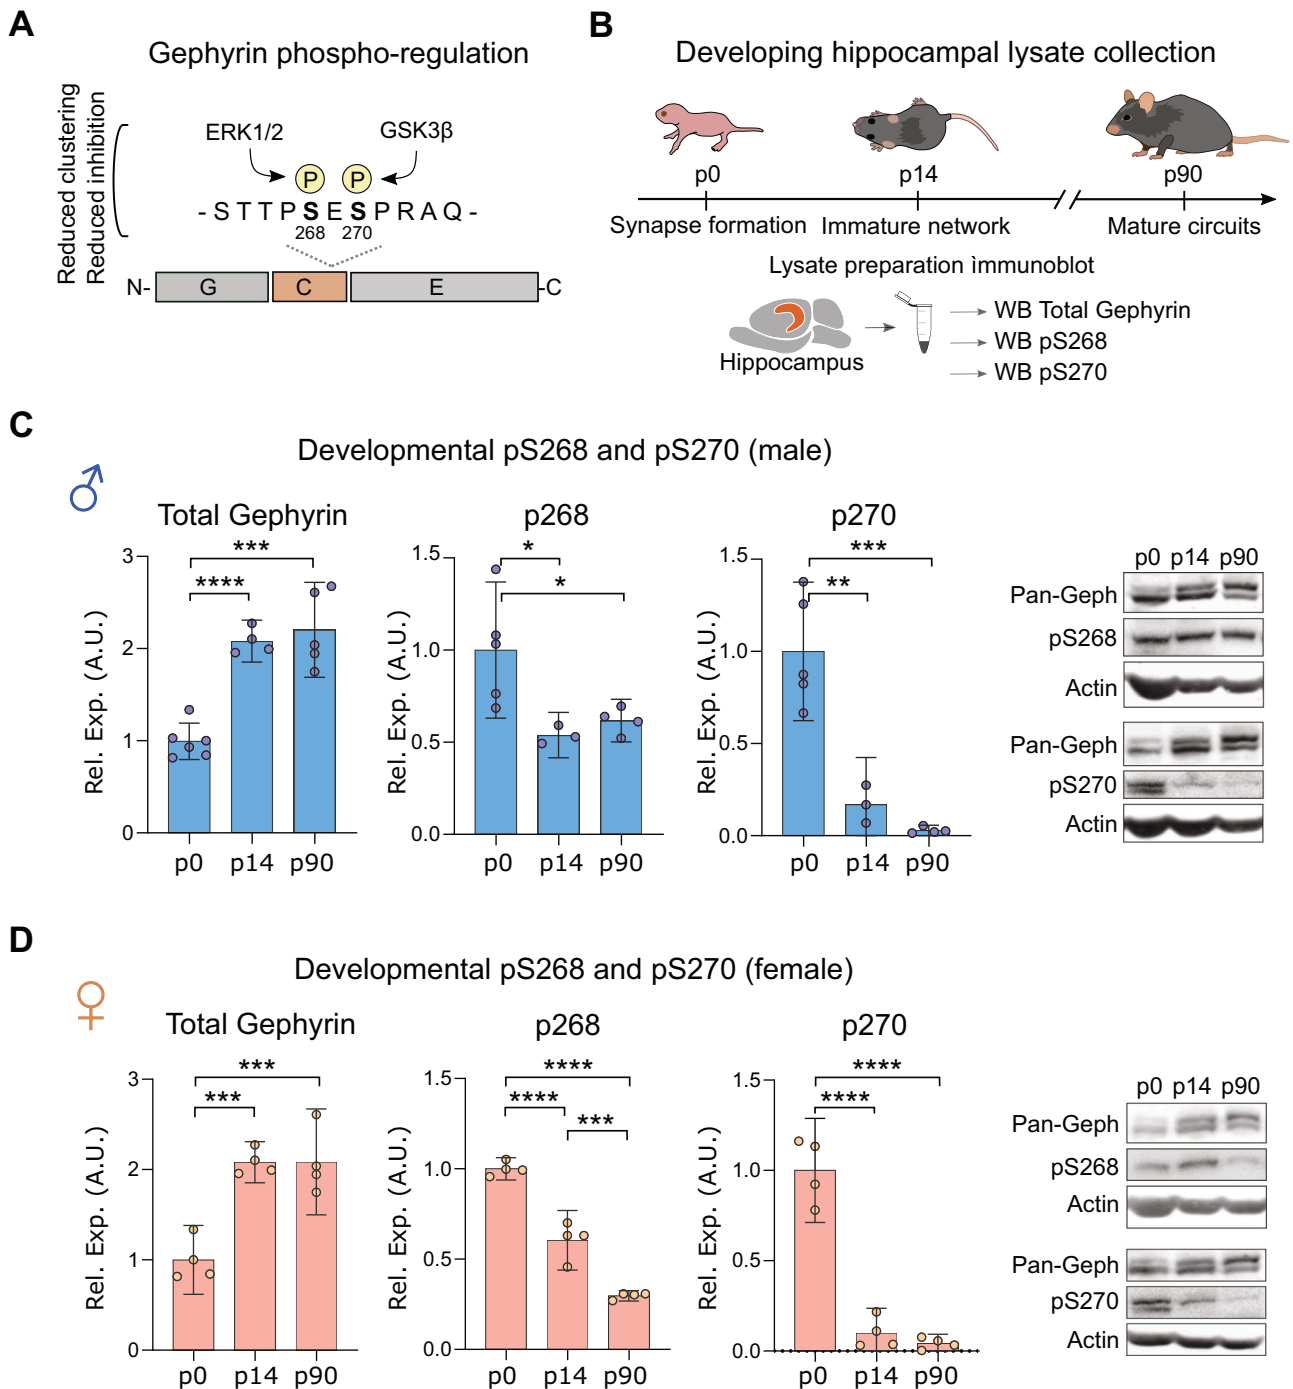 A
Gephyrin phospho-regulation
Reduced clustering
Reduced inhibition
ERK1/2
GSK3β
P P
- S T T P S E S P R A Q -
268 270
N- G C E -C
B
Developing hippocampal lysate collection
p0 p14 p90
Synapse formation Immature network Mature circuits
Lysate preparation immunoblot
Hippocampus
WB Total Gephyrin
WB pS268
WB pS270
C
Developmental pS268 and pS270 (male)
♂
Total Gephyrin
Rel. Exp. (A.U.)
3
2
1
0
***
****
p0 p14 p90
p268
Rel. Exp. (A.U.)
1.5
1.0
0.5
0.0
*
*
p0 p14 p90
p270
Rel. Exp. (A.U.)
1.5
1.0
0.5
0.0
***
**
p0 p14 p90
p0 p14 p90
Pan-Geph
pS268
Actin
Pan-Geph
pS270
Actin
D
Developmental pS268 and pS270 (female)
♀
Total Gephyrin
Rel. Exp. (A.U.)
3
2
1
0
***
***
p0 p14 p90
p268
Rel. Exp. (A.U.)
1.5
1.0
0.5
0.0
****
****
***
p0 p14 p90
p270
Rel. Exp. (A.U.)
1.5
1.0
0.5
0.0
****
****
p0 p14 p90
p0 p14 p90
Pan-Geph
pS268
Actin
Pan-Geph
pS270
Actin